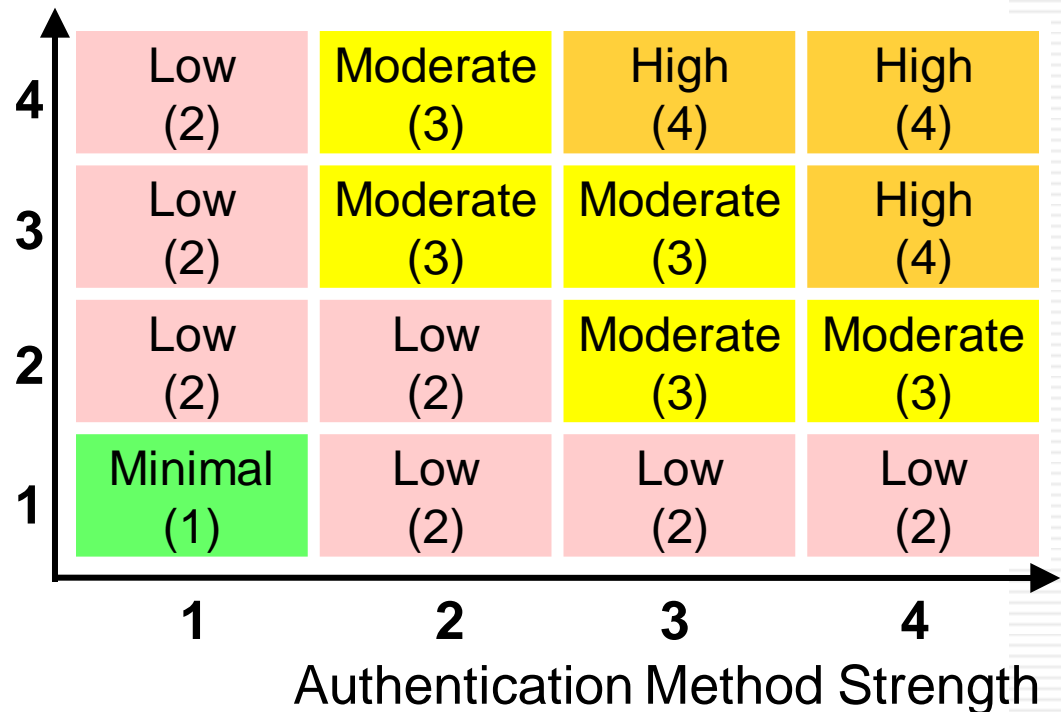 4
Low Moderate High High
(2) (3) (4) (4)
3
Low Moderate Moderate High
(2) (3) (3) (4)
2
Low Low Moderate Moderate
(2) (2) (3) (3)
1
Minimal Low Low Low
(1) (2) (2) (2)
1 2 3 4
Authentication Method Strength